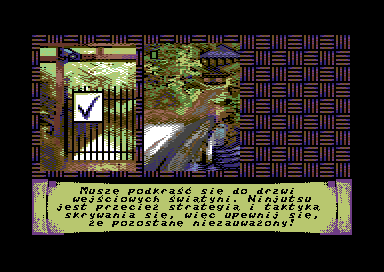 Muszę podkraść się do drzwi
wejściowych świątyni. Ninjutsu
jest przecież strategią i taktyką
skrywania się, więc upewnij się,
że pozostanę niezauważony!